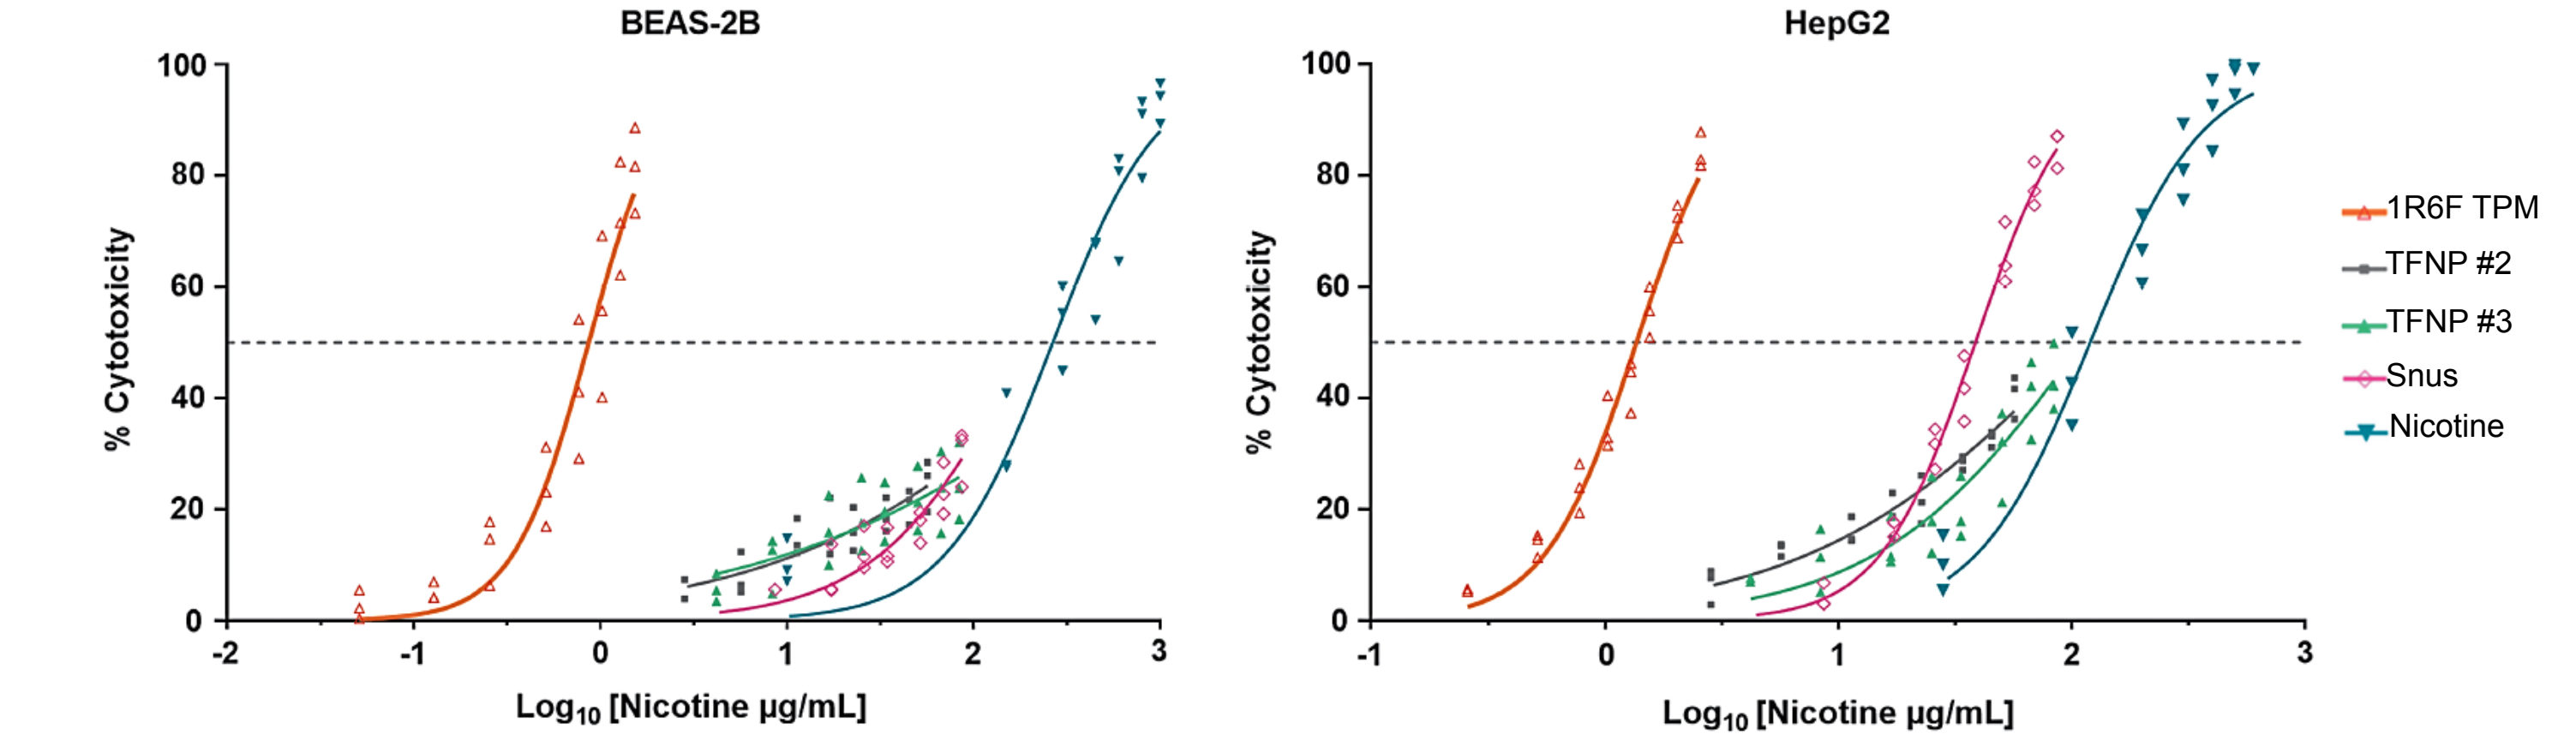 BEAS-2B
100
80
60
40
20
0
-2
-1
0
1
2
3
% Cytotoxicity
Log10 [Nicotine µg/mL]
HepG2
100
80
60
40
20
0
-1
0
1
2
3
% Cytotoxicity
Log10 [Nicotine µg/mL]
1R6F TPM
TFNP #2
TFNP #3
Snus
Nicotine